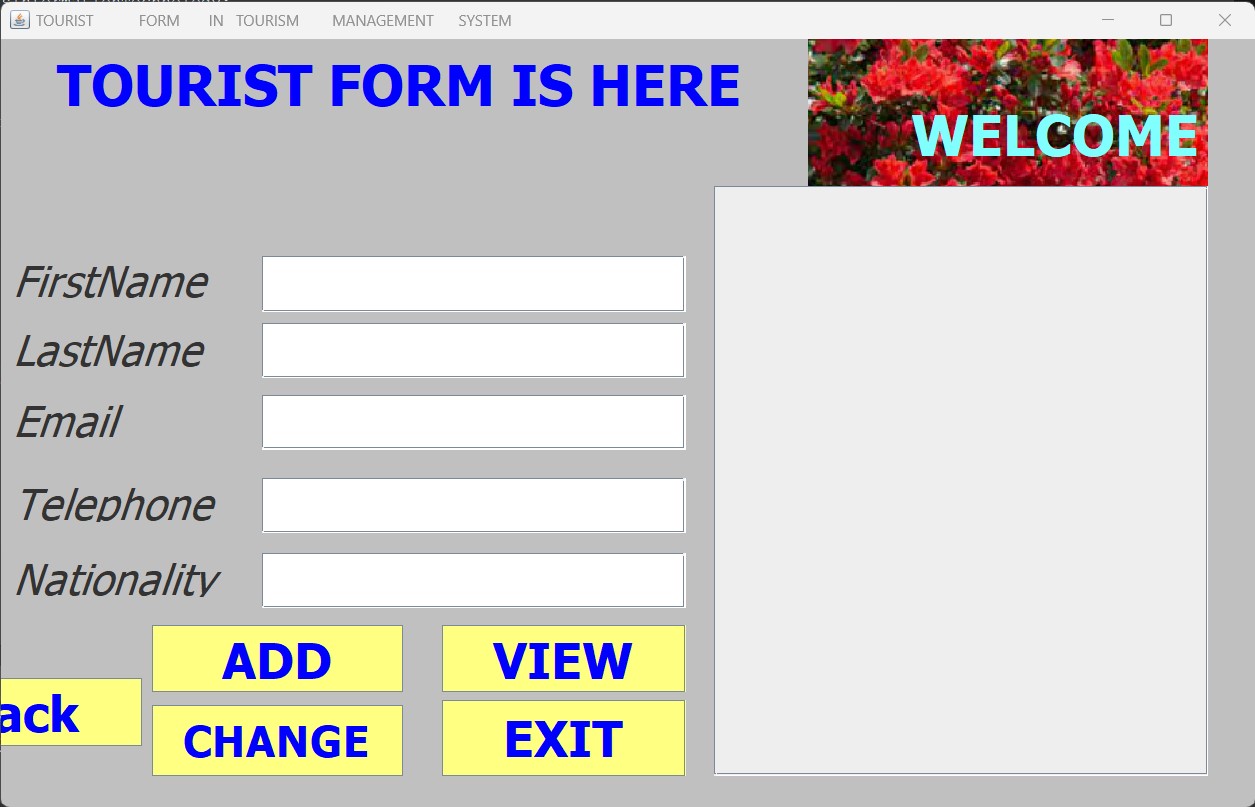 TOURIST FORM IN TOURISM MANAGEMENT SYSTEM
TOURIST FORM IS HERE
WELCOME
FirstName
LastName
Email
Telephone
Nationality
ADD
VIEW
ack
CHANGE
EXIT